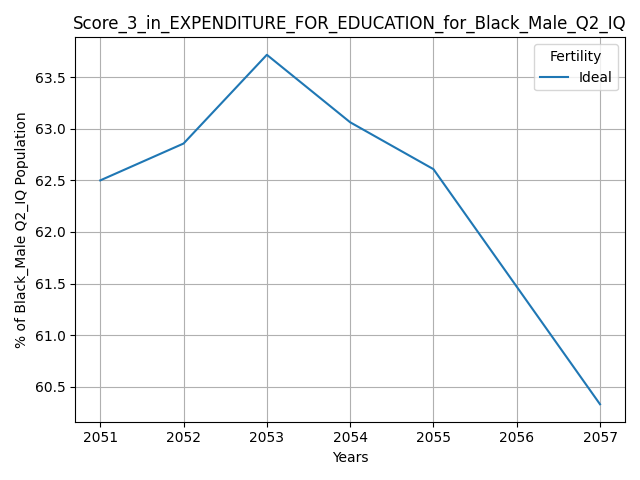 Score_3_in_EXPENDITURE_FOR_EDUCATION_for_Black_Male_Q2_IQ
Fertility
Ideal
% of Black_Male Q2_IQ Population
63.5
63.0
62.5
62.0
61.5
61.0
60.5
2051 2052 2053 2054 2055 2056 2057
Years